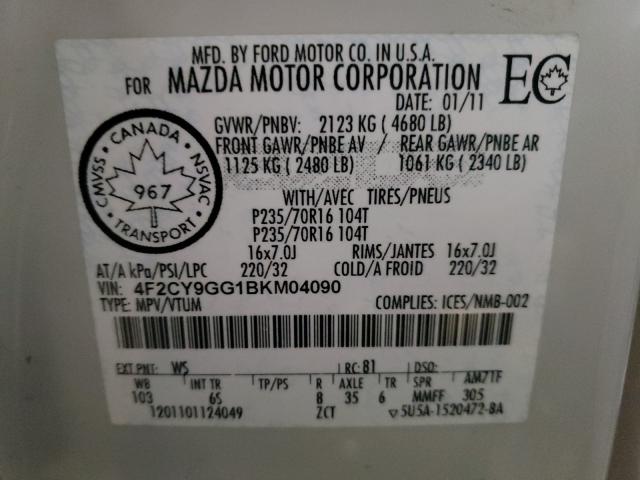 MFD. BY FORD MOTOR CO. IN U.S.A.
FOR MAZDA MOTOR CORPORATION
EC
DATE: 01/11
GVWR/PNBV: 2123 KG ( 4680 LB)
FRONT GAWR/PNBE AV / REAR GAWR/PNBE AR
1125 KG ( 2480 LB) 1061 KG ( 2340 LB)
CANADA
CMVSS 967 NSVAC
TRANSPORT
WITH/AVEC TIRES/PNEUS
P235/70R16 104T
P235/70R16 104T
16x7.0J RIMS/JANTES 16x7.0J
AT/A kPa/PSI/LPC 220/32 COLD/A FROID 220/32
VIN: 4F2CY9GG1BKM04090
TYPE: MPV/VTUM COMPLIES: ICES/NMB-002
EXT PNT: WS RC: 81 DSO:
WB INT TR TP/PS R AXLE TR SPR AM7TF
103 6S 8 35 6 MMFF 305
1201101124049 ZCT ▽5U5A-1520472-BA